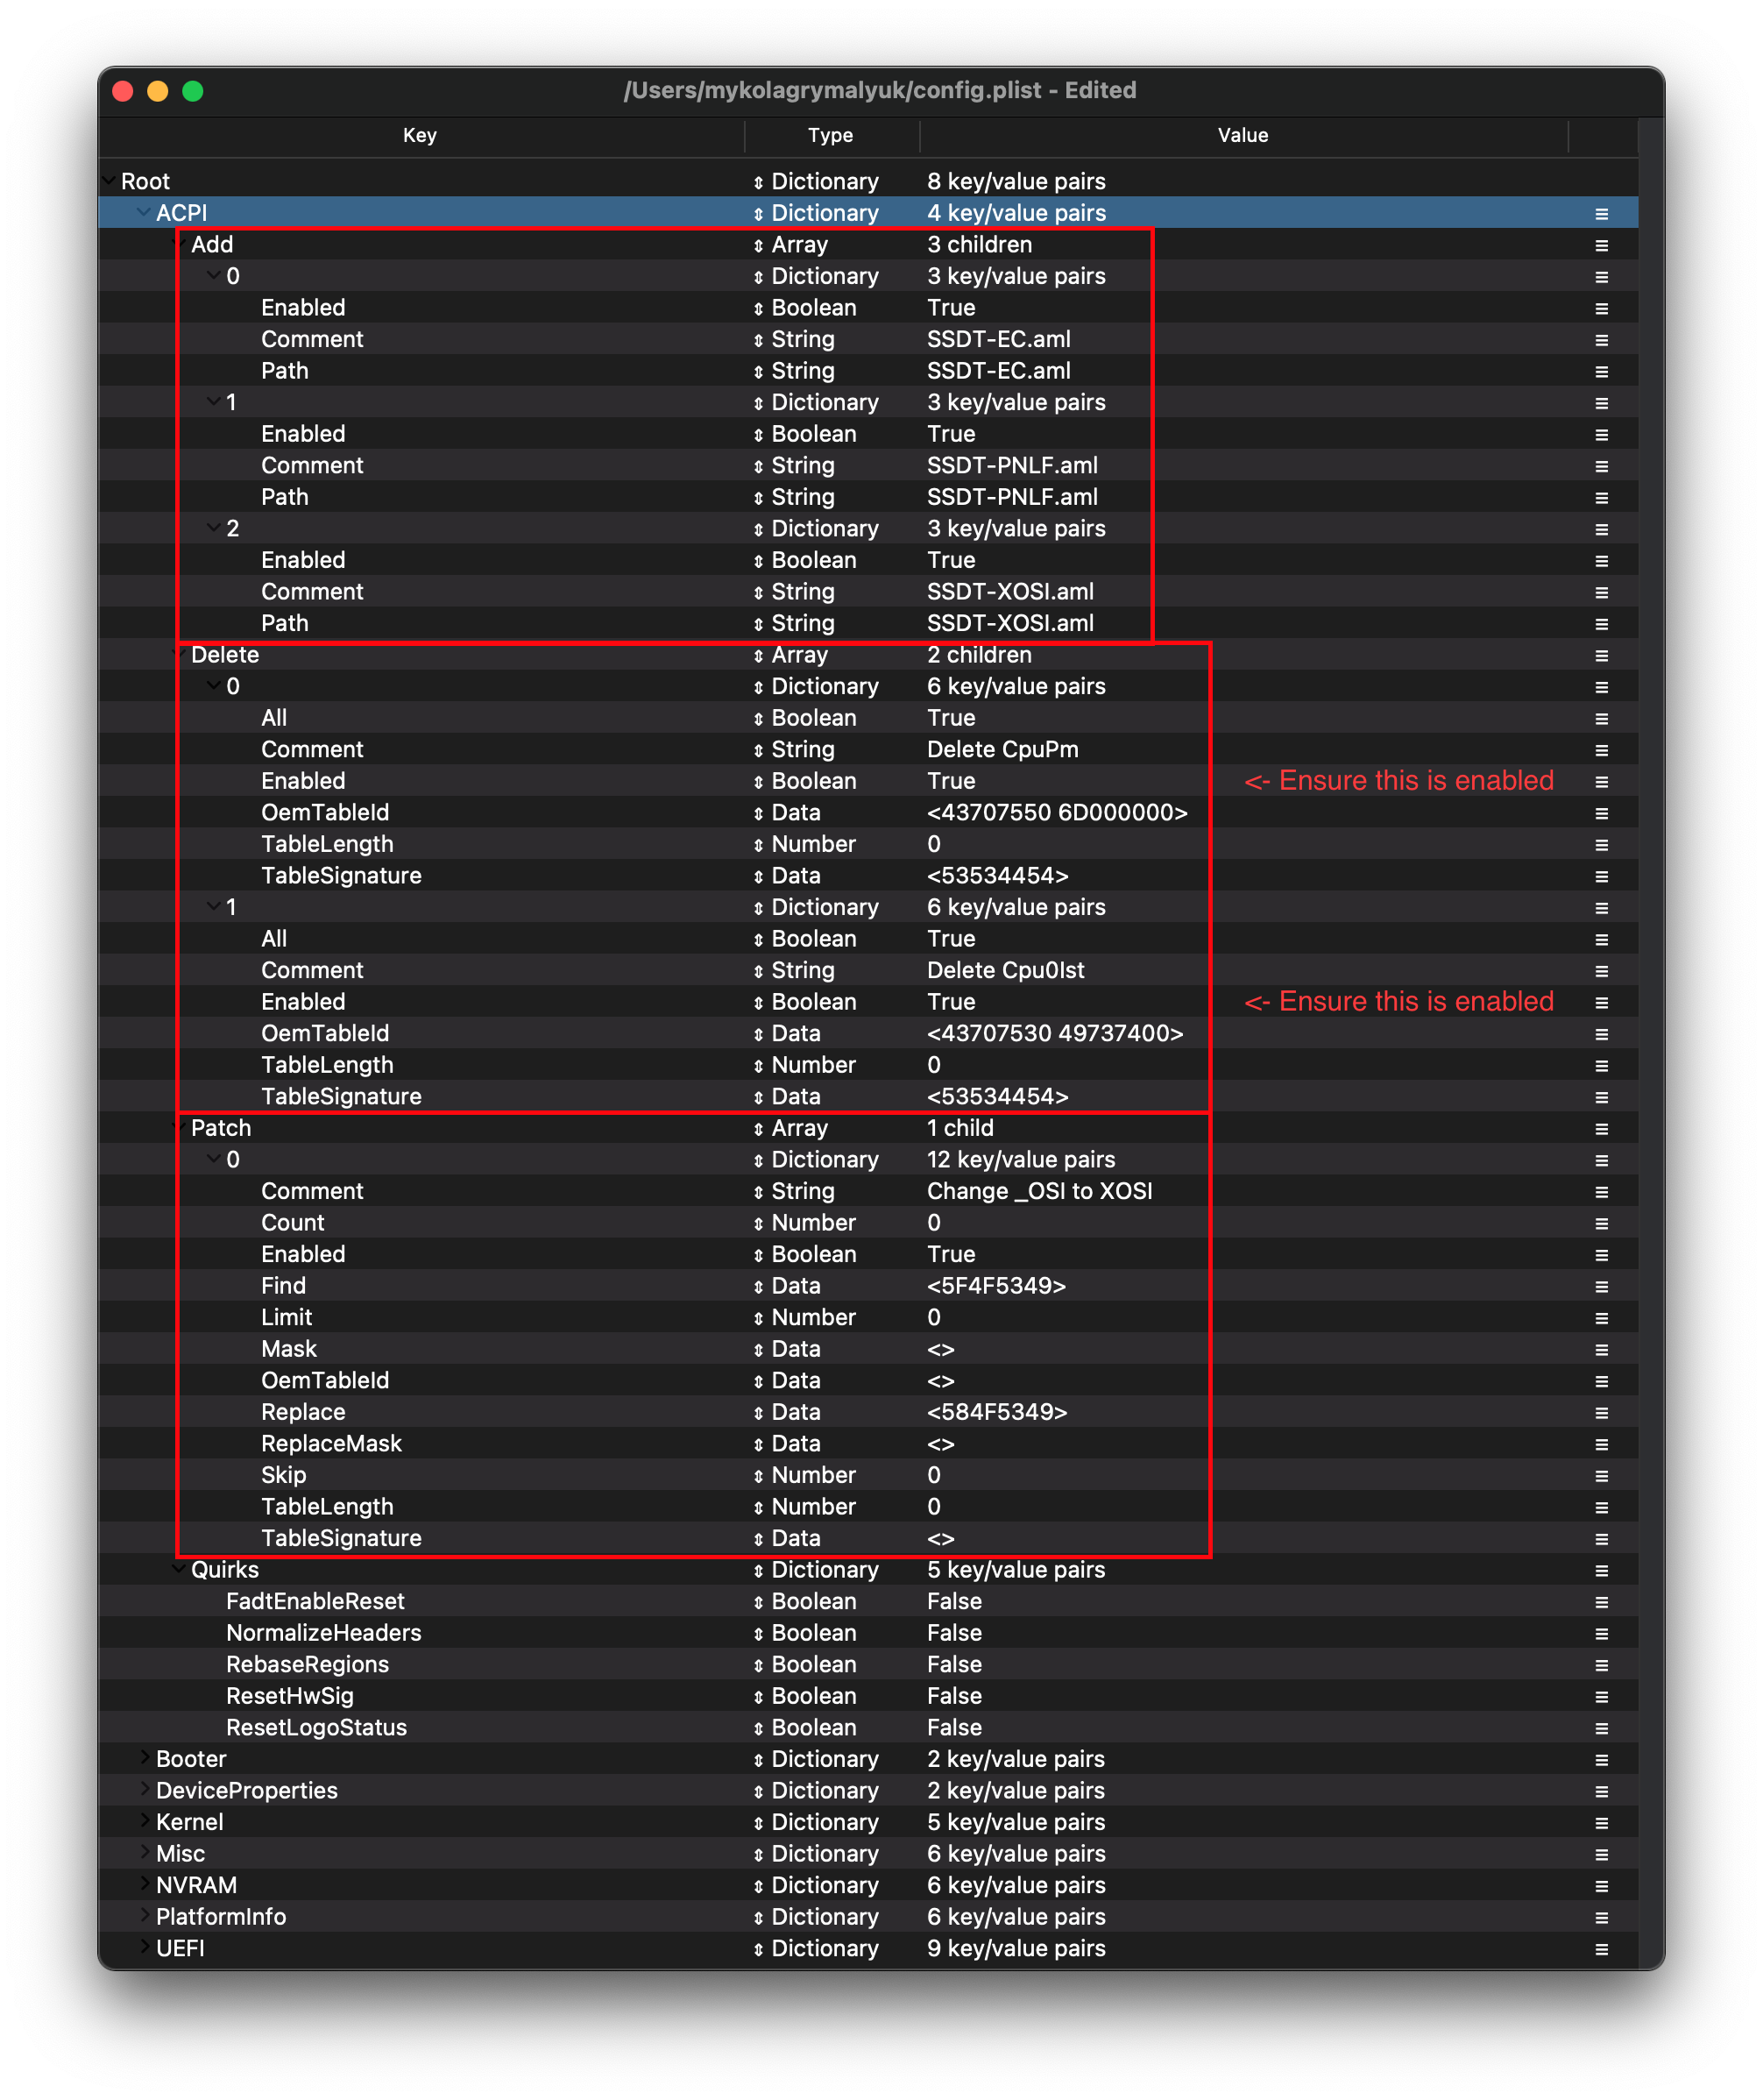 /Users/mykolagrymalyuk/config.plist - Edited
Key Type Value
Root Dictionary 8 key/value pairs
ACPI Dictionary 4 key/value pairs
Add Array 3 children
0 Dictionary 3 key/value pairs
Enabled Boolean True
Comment String SSDT-EC.aml
Path String SSDT-EC.aml
1 Dictionary 3 key/value pairs
Enabled Boolean True
Comment String SSDT-PNLF.aml
Path String SSDT-PNLF.aml
2 Dictionary 3 key/value pairs
Enabled Boolean True
Comment String SSDT-XOSI.aml
Path String SSDT-XOSI.aml
Delete Array 2 children
0 Dictionary 6 key/value pairs
All Boolean True
Comment String Delete CpuPm
Enabled Boolean True <- Ensure this is enabled
OemTableId Data <43707550 6D000000>
TableLength Number 0
TableSignature Data <53534454>
1 Dictionary 6 key/value pairs
All Boolean True
Comment String Delete Cpu0Ist
Enabled Boolean True <- Ensure this is enabled
OemTableId Data <43707530 49737400>
TableLength Number 0
TableSignature Data <53534454>
Patch Array 1 child
0 Dictionary 12 key/value pairs
Comment String Change _OSI to XOSI
Count Number 0
Enabled Boolean True
Find Data <5F4F5349>
Limit Number 0
Mask Data <>
OemTableId Data <>
Replace Data <584F5349>
ReplaceMask Data <>
Skip Number 0
TableLength Number 0
TableSignature Data <>
Quirks Dictionary 5 key/value pairs
FadtEnableReset Boolean False
NormalizeHeaders Boolean False
RebaseRegions Boolean False
ResetHwSig Boolean False
ResetLogoStatus Boolean False
Booter Dictionary 2 key/value pairs
DeviceProperties Dictionary 2 key/value pairs
Kernel Dictionary 5 key/value pairs
Misc Dictionary 6 key/value pairs
NVRAM Dictionary 6 key/value pairs
PlatformInfo Dictionary 6 key/value pairs
UEFI Dictionary 9 key/value pairs